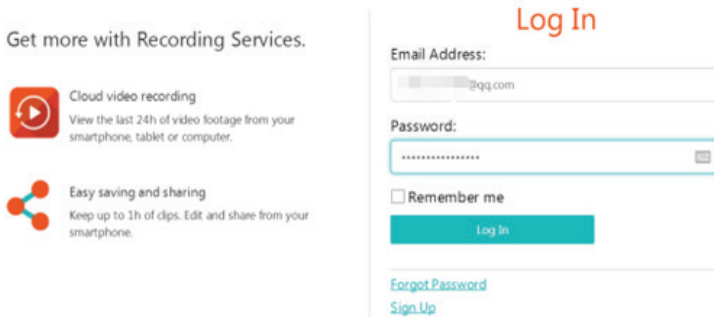 Get more with Recording Services.
Cloud video recording
View the last 24h of video footage from your
smartphone, tablet or computer.
Easy saving and sharing
Keep up to 1h of clips. Edit and share from your
smartphone.
Log In
Email Address:
@qq.com
Password:
****************
Remember me
Log In
Forgot Password
Sign Up